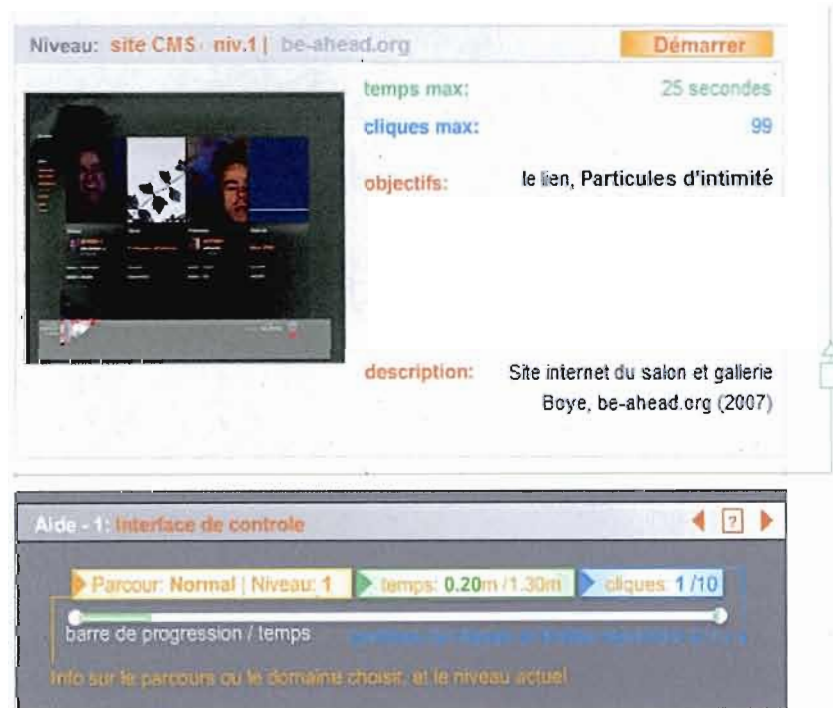 Niveau: site CMS niv.1 | be-ahead.org
Démarrer
temps max: 25 secondes
cliques max: 99
objectifs: le lien, Particules d'intimité
description: Site internet du salon et gallerie
Boye, be-ahead.org (2007)
Aide - 1: Interface de controle
?
Parcour: Normal | Niveau: 1
temps: 0.20m /1.30m
cliques: 1 /10
barre de progression / temps
Info sur le parcours ou le domaine choisir, et le niveau actuel